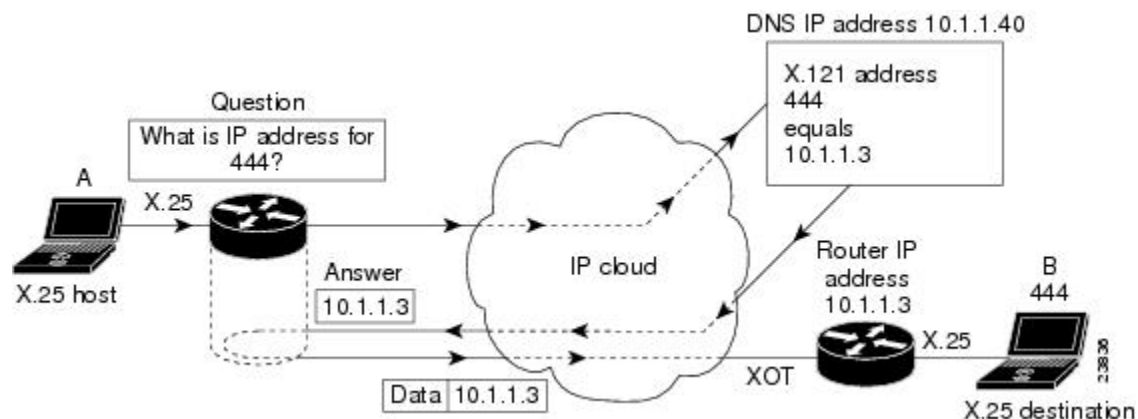 DNS IP address 10.1.1.40
X.121 address
444
equals
10.1.1.3
Question
What is IP address for
444?
A
X.25
X.25 host
IP cloud
Answer
10.1.1.3
Router IP
address
10.1.1.3
B
444
X.25
XOT
Data 10.1.1.3
X.25 destination
23836